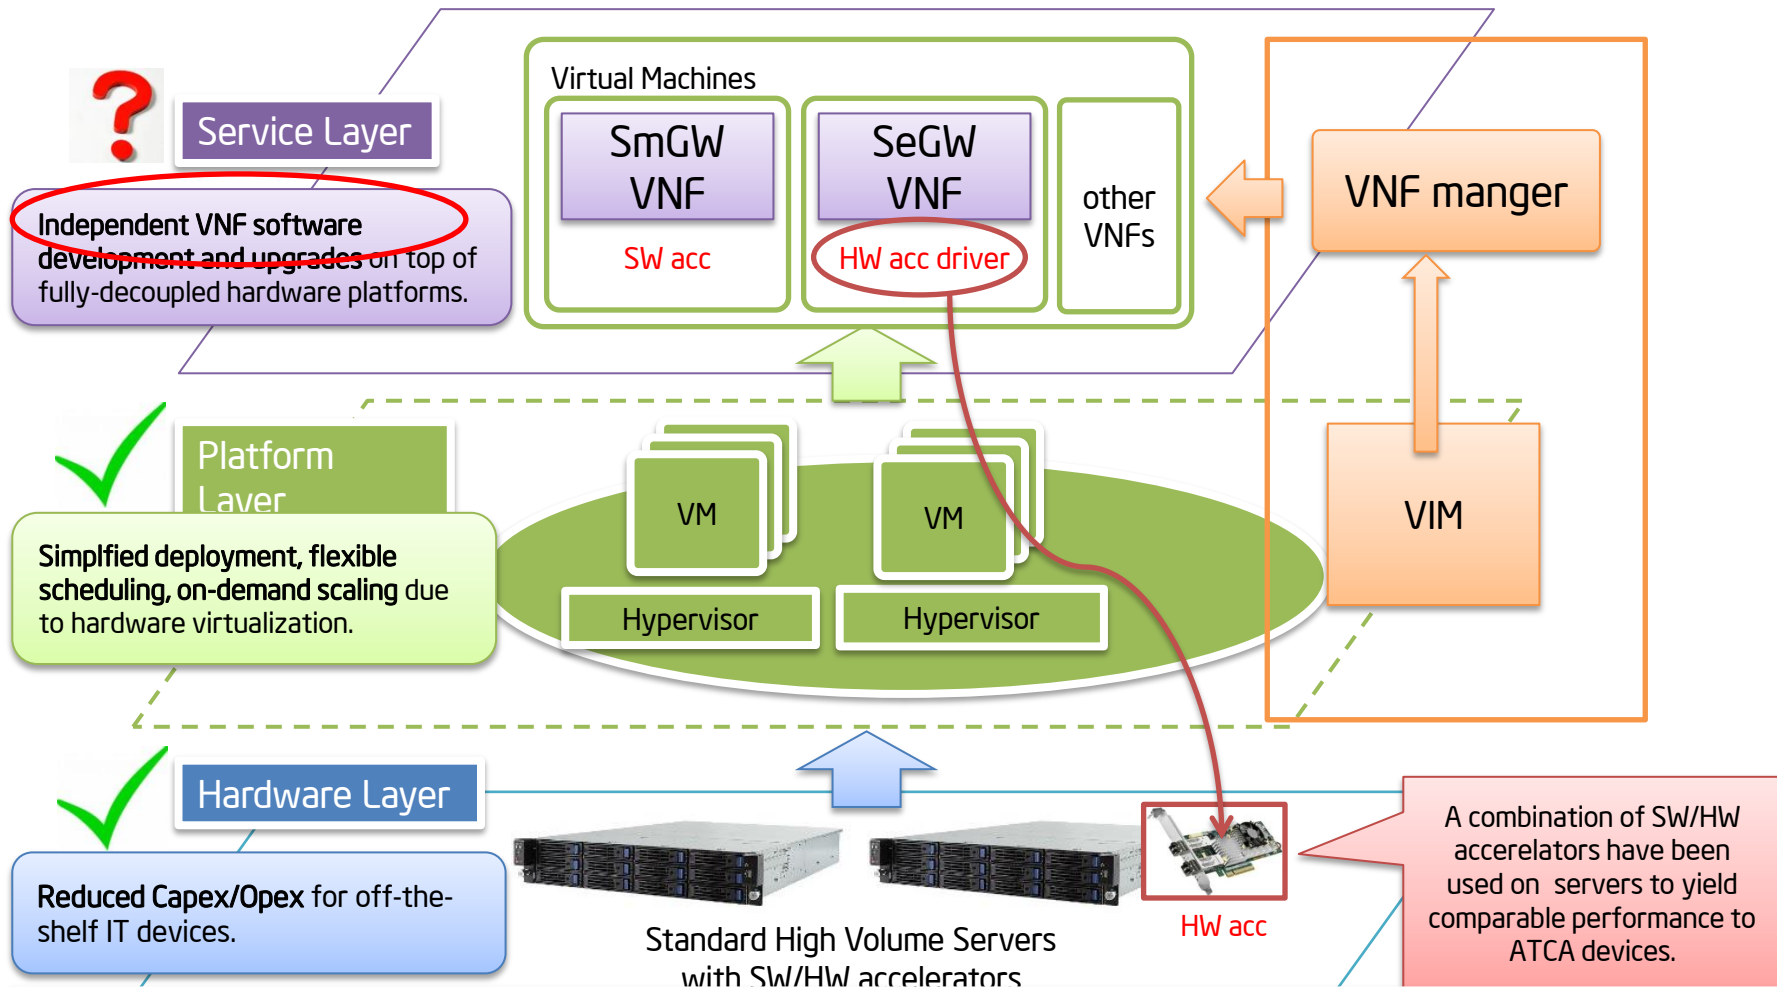 Virtual Machines
Service Layer
SmGW
VNF
SeGW
VNF
other
VNFs
VNF manger
Independent VNF software
development and upgrades on top of
fully-decoupled hardware platforms.
SW acc
HW acc driver
Platform
Layer
VM
VM
VIM
Simplfied deployment, flexible
scheduling, on-demand scaling due
to hardware virtualization.
Hypervisor
Hypervisor
Hardware Layer
Reduced Capex/Opex for off-the-
shelf IT devices.
Standard High Volume Servers
with SW/HW accelerators
HW acc
A combination of SW/HW
accerelators have been
used on servers to yield
comparable performance to
ATCA devices.